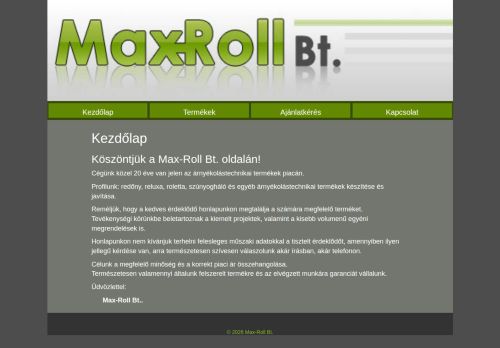 Max-Roll Bt.
Kezdőlap
Termékek
Ajánlatkérés
Kapcsolat
Kezdőlap
Köszöntjük a Max-Roll Bt. oldalán!
Cégünk közel 20 éve van jelen az árnyékolástechnikai termékek piacán.
Profilunk: redőny, reluxa, roletta, szúnyogháló és egyéb árnyékolástechnikai termékek készítése és
javítása.
Reméljük, hogy a kedves érdeklődő honlapunkon megtalálja a számára megfelelő terméket.
Tevékenységi körünkbe beletartoznak a kiemelt projektek, valamint a kisebb volumenű egyéni
megrendelések is.
Honlapunkon nem kívánjuk terhelni felesleges műszaki adatokkal a tisztelt érdeklődőt, amennyiben ilyen
jellegű kérdése van, arra természetesen szívesen válaszolunk akár írásban, akár telefonon.
Célunk a megfelelő minőség és a korrekt piaci ár összehangolása.
Természetesen valamennyi általunk felszerelt termékre és az elvégzett munkára garanciát vállalunk.
Üdvözlettel:
Max-Roll Bt..
© 2026 Max-Roll Bt.